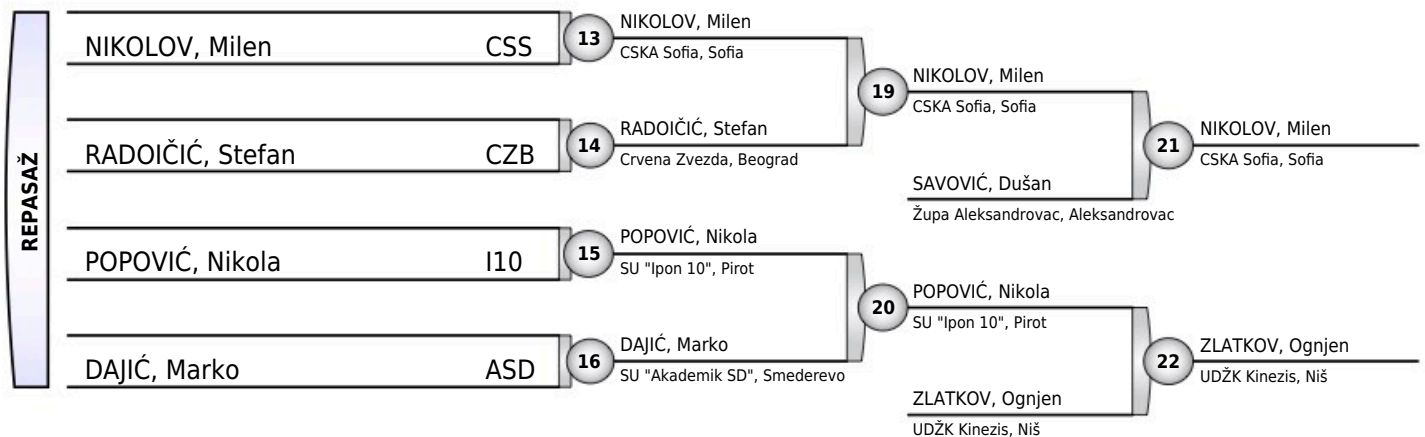 REPASAŽ
NIKOLOV, Milen CSS
13
NIKOLOV, Milen
CSKA Sofia, Sofia
RADOIČIĆ, Stefan CZB
14
RADOIČIĆ, Stefan
Crvena Zvezda, Beograd
19
NIKOLOV, Milen
CSKA Sofia, Sofia
SAVOVIĆ, Dušan
Župa Aleksandrovac, Aleksandrovac
21
NIKOLOV, Milen
CSKA Sofia, Sofia
POPOVIĆ, Nikola I10
15
POPOVIĆ, Nikola
SU "Ipon 10", Pirot
DAJIĆ, Marko ASD
16
DAJIĆ, Marko
SU "Akademik SD", Smederevo
20
POPOVIĆ, Nikola
SU "Ipon 10", Pirot
ZLATKOV, Ognjen
UDŽK Kinezis, Niš
22
ZLATKOV, Ognjen
UDŽK Kinezis, Niš